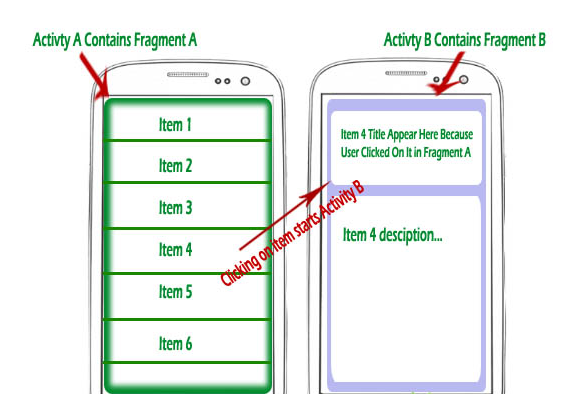 Activty A Contains Fragment A
Activty B Contains Fragment B
Item 1
Item 2
Item 3
Item 4
Item 5
Item 6
Clicking on item starts Activity B
Item 4 Title Appear Here Because
User Clicked On It in Fragment A
Item 4 desciption...